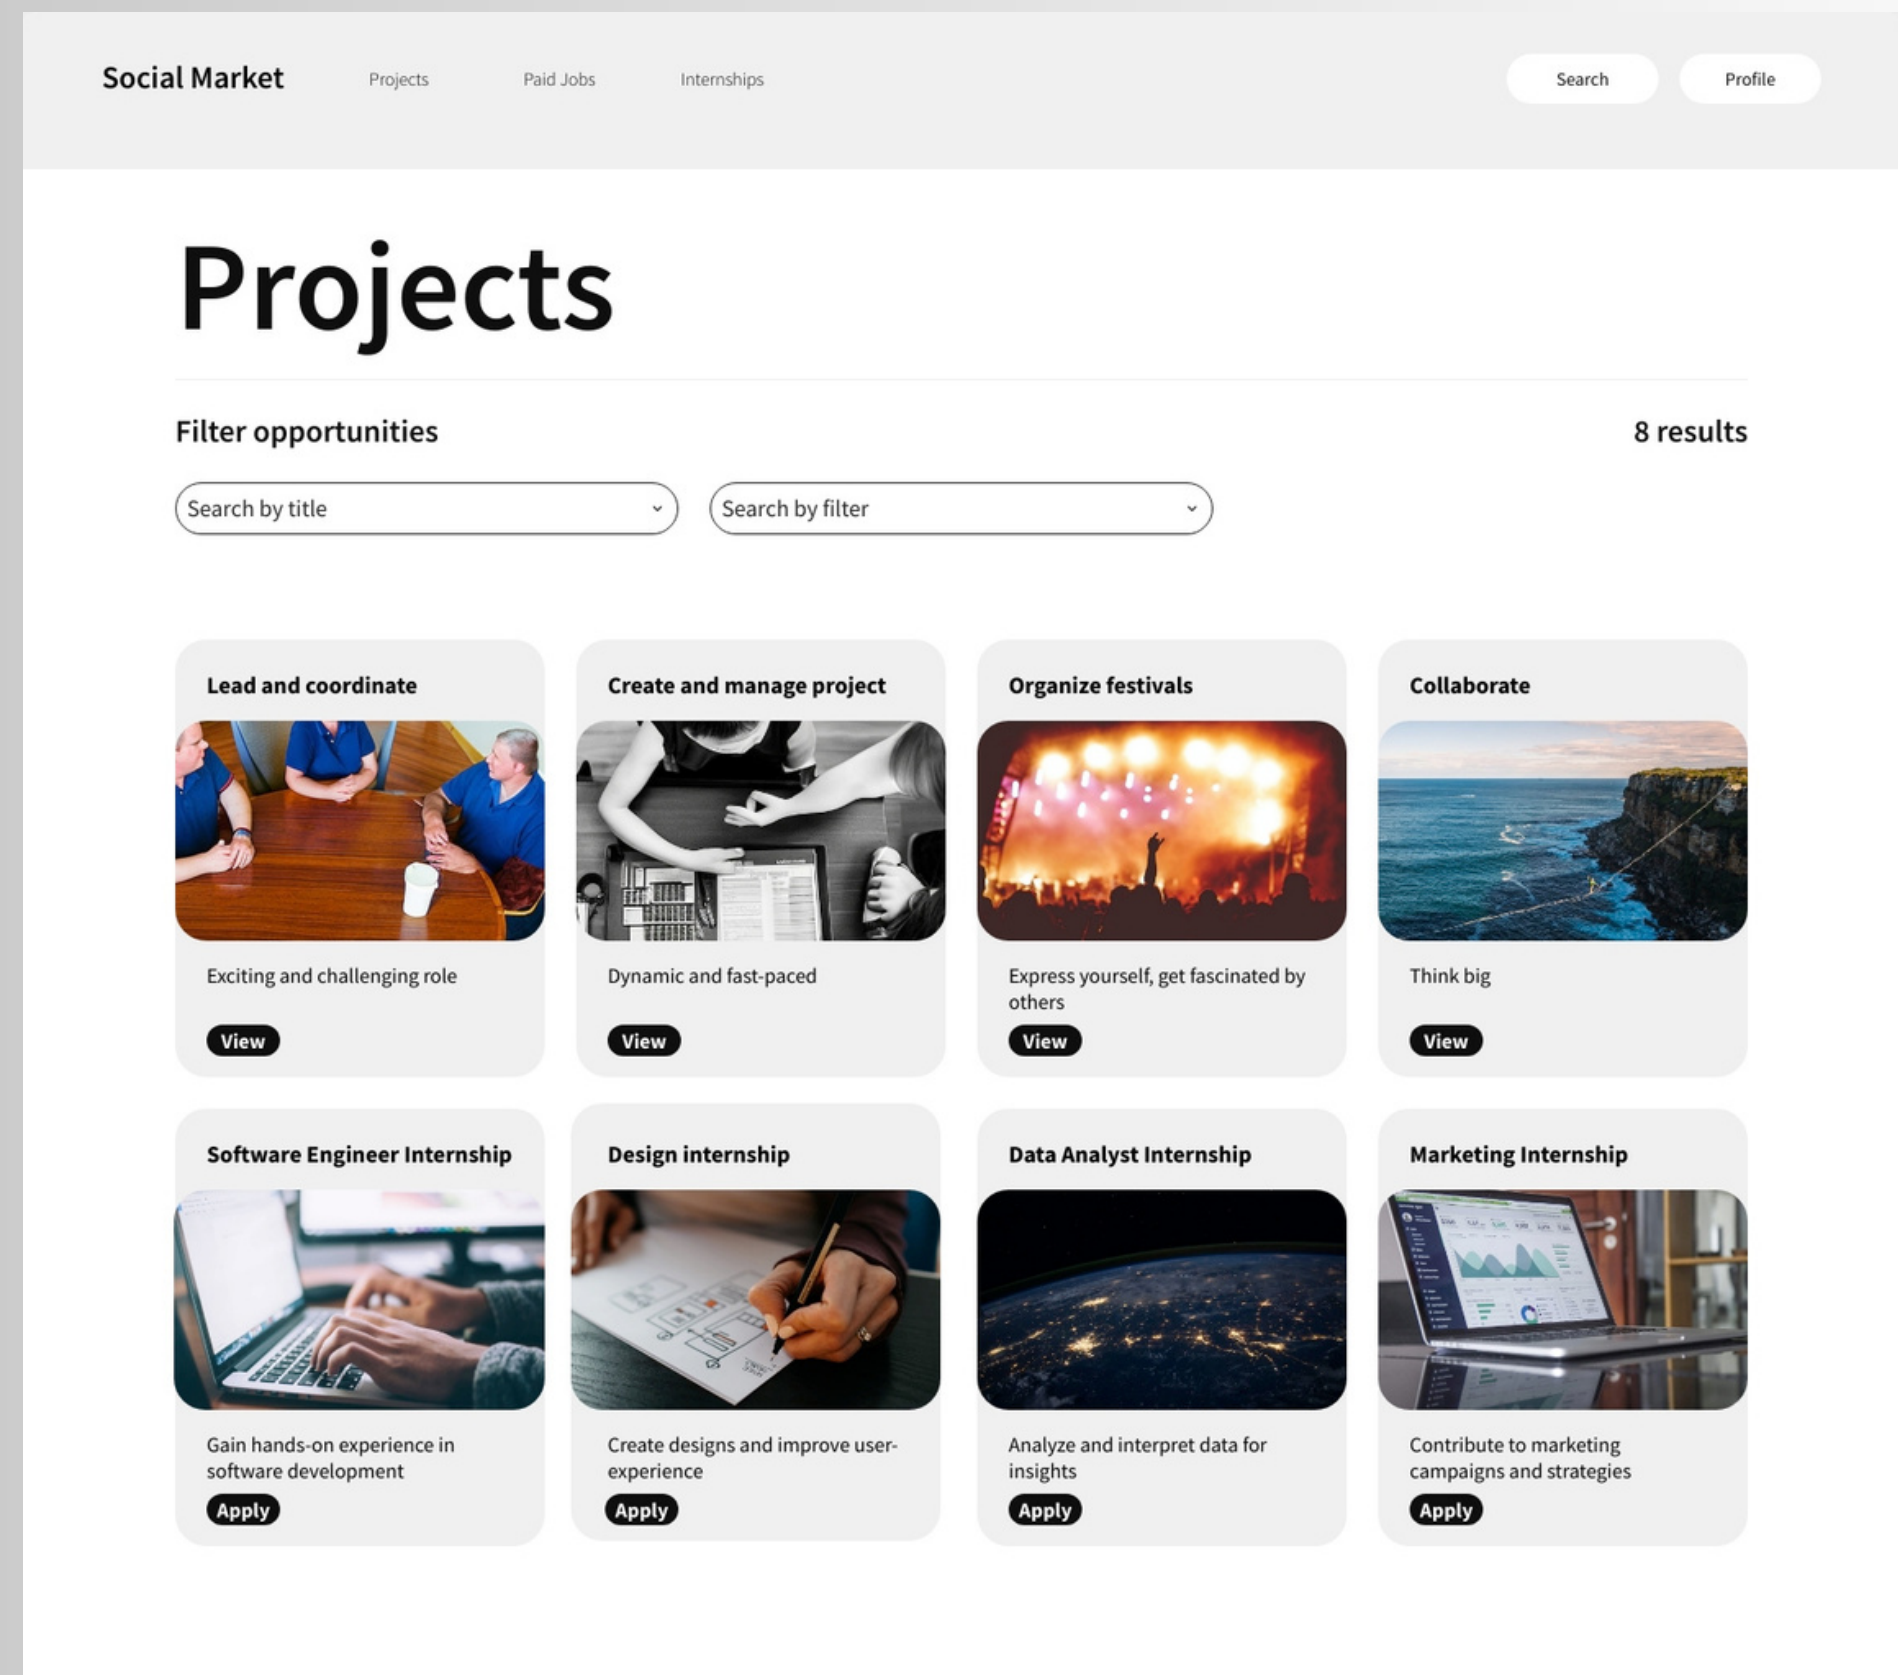 Social Market
Projects
Paid Jobs
Internships
Search
Profile
Projects
Filter opportunities
8 results
Search by title
Search by filter
Lead and coordinate
Exciting and challenging role
View
Create and manage project
Dynamic and fast-paced
View
Organize festivals
Express yourself, get fascinated by
others
View
Collaborate
Think big
View
Software Engineer Internship
Gain hands-on experience in
software development
Apply
Design internship
Create designs and improve user-
experience
Apply
Data Analyst Internship
Analyze and interpret data for
insights
Apply
Marketing Internship
Contribute to marketing
campaigns and strategies
Apply